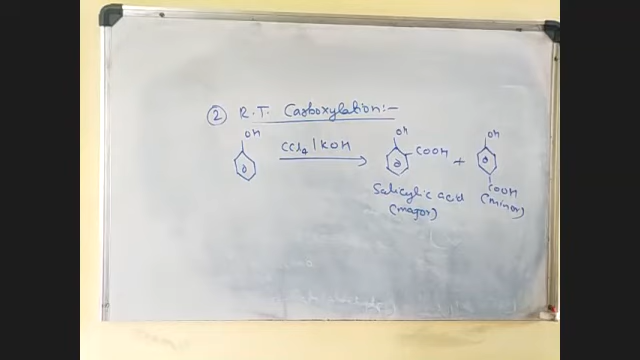 ② R.T. Carboxylation:-
OH
CCl4 / KOH
OH
COOH
+
OH
COOH
Salicylic acid
(major)
(minor)